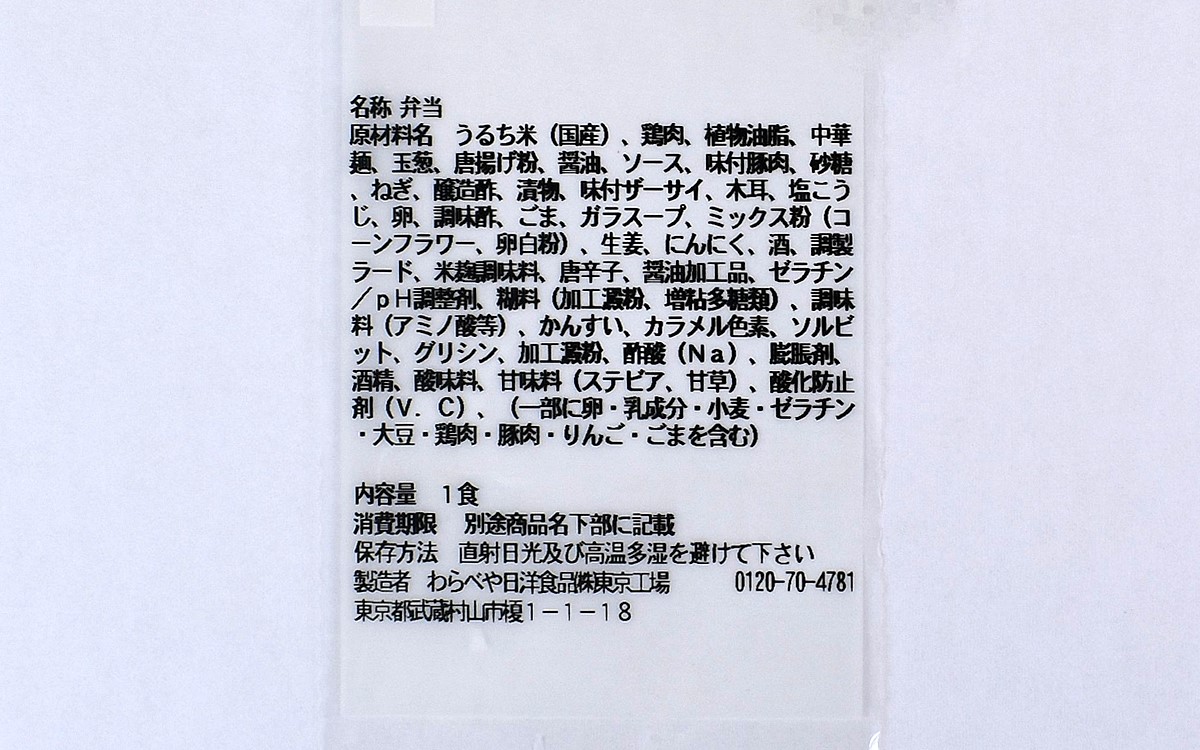 名称 弁当
原材料名　うるち米（国産）、鶏肉、植物油脂、中華
麺、玉葱、唐揚げ粉、醤油、ソース、味付豚肉、砂糖
、ねぎ、醸造酢、漬物、味付ザーサイ、木耳、塩こう
じ、卵、調味酢、ごま、ガラスープ、ミックス粉（コ
ーンフラワー、卵白粉）、生姜、にんにく、酒、調製
ラード、米麹調味料、唐辛子、醤油加工品、ゼラチン
／ｐＨ調整剤、糊料（加工澱粉、増粘多糖類）、調味
料（アミノ酸等）、かんすい、カラメル色素、ソルビ
ット、グリシン、加工澱粉、酢酸（Ｎａ）、膨脹剤、
酒精、酸味料、甘味料（ステビア、甘草）、酸化防止
剤（Ｖ．Ｃ）、（一部に卵・乳成分・小麦・ゼラチン
・大豆・鶏肉・豚肉・りんご・ごまを含む）
内容量　１食
消費期限　別途商品名下部に記載
保存方法　直射日光及び高温多湿を避けて下さい
製造者　わらべや日洋食品㈱東京工場　0120-70-4781
東京都武蔵村山市榎１－１－１８